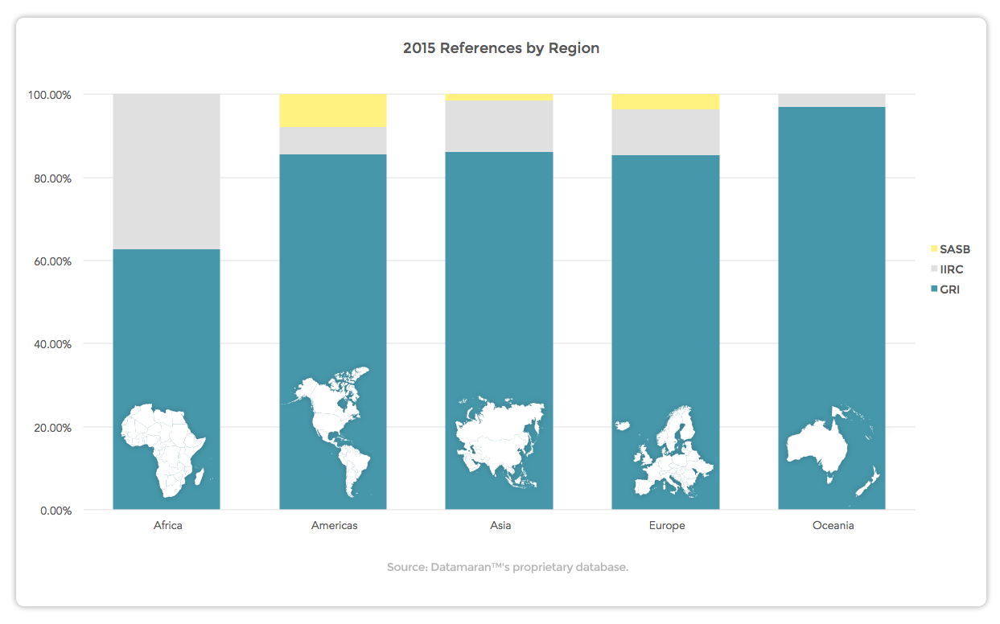 2015 References by Region
100.00%
80.00%
60.00%
40.00%
20.00%
0.00%
Africa
Americas
Asia
Europe
Oceania
SASB
IIRC
GRI
Source: Datamaran™'s proprietary database.